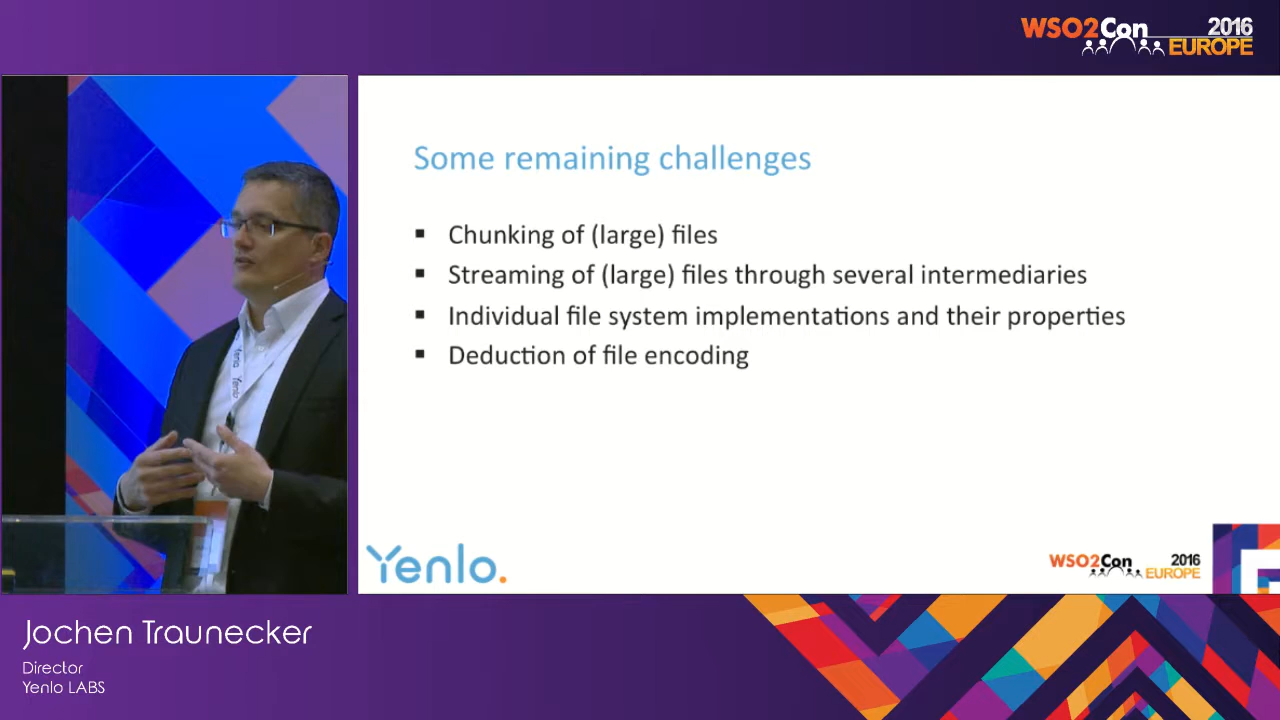 WSO2Con 2016
EUROPE
Some remaining challenges
▪ Chunking of (large) files
▪ Streaming of (large) files through several intermediaries
▪ Individual file system implementations and their properties
▪ Deduction of file encoding
Yenlo
Yenlo.
WSO2Con 2016
EUROPE
Jochen Traunecker
Director
Yenlo LABS